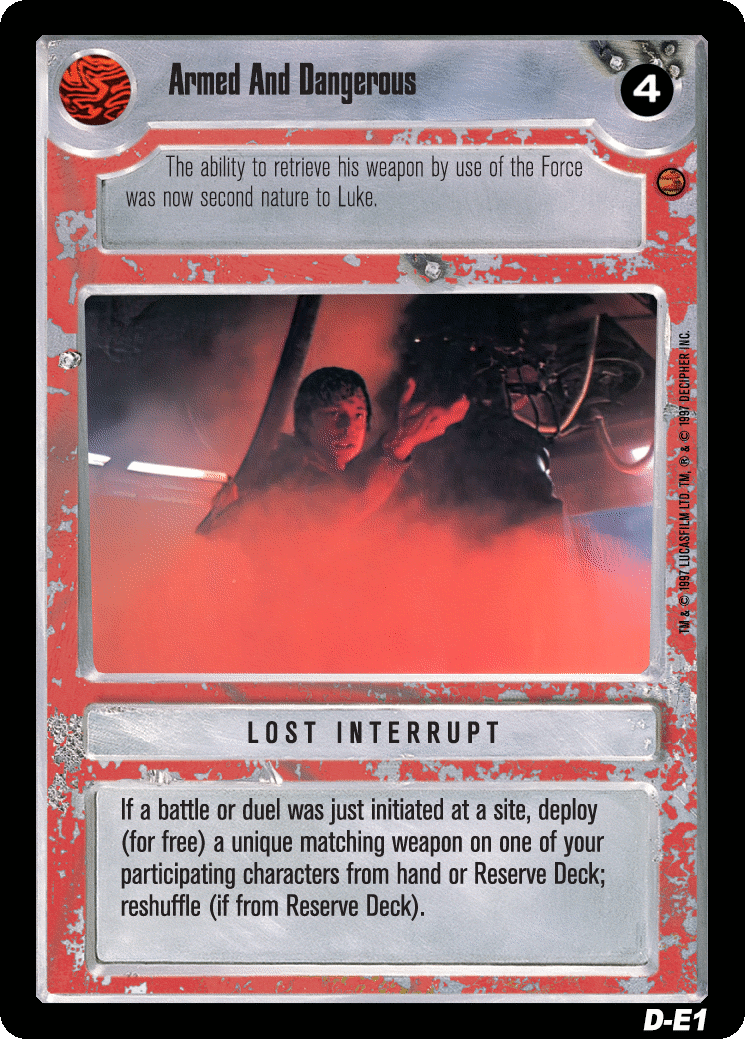 Armed And Dangerous
4
The ability to retrieve his weapon by use of the Force
was now second nature to Luke.
TM & © 1997 LUCASFILM LTD. TM, ® & © 1997 DECIPHER INC.
LOST INTERRUPT
If a battle or duel was just initiated at a site, deploy
(for free) a unique matching weapon on one of your
participating characters from hand or Reserve Deck;
reshuffle (if from Reserve Deck).
D-E1